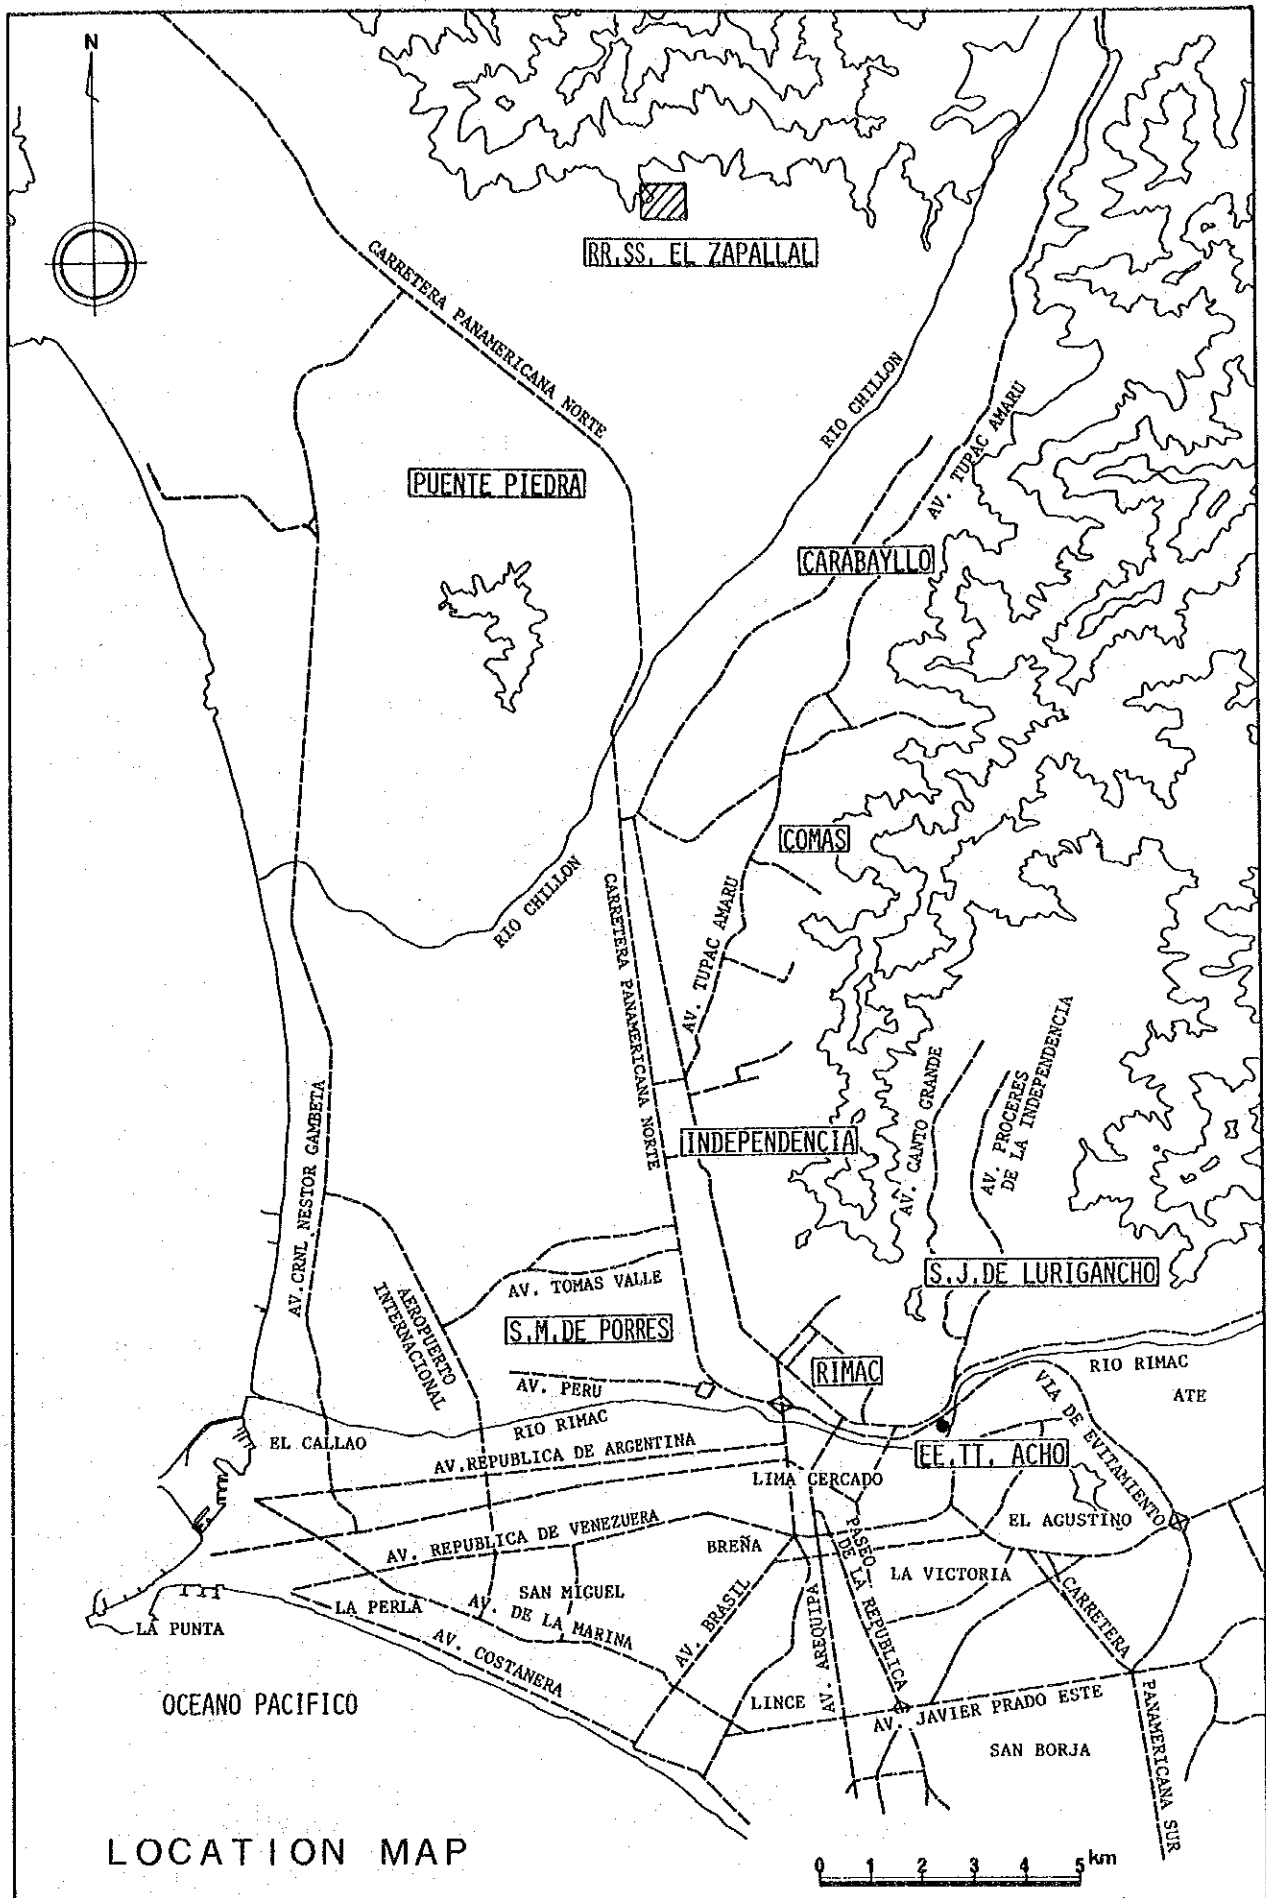 N
RR.SS. EL ZAPALLAL
CARRETERA PANAMERICANA NORTE
RIO CHILLON
AV. TUPAC AMARU
PUENTE PIEDRA
CARABAYLLO
COMAS
RIO CHILLON
CARRETERA PANAMERICANA NORTE
AV. TUPAC AMARU
AV. CANTO GRANDE
AV. PROCERES
DE LA INDEPENDENCIA
INDEPENDENCIA
AV.CRNL NESTOR GAMBETA
S.J.DE LURIGANCHO
AV. TOMAS VALLE
AEROPUERTO
INTERNACIONAL
S.M.DE PORRES
RIMAC
RIO RIMAC
AV. PERU
ATE
VIA DE EVITAMIENTO
RIO RIMAC
EL CALLAO
AV.REPUBLICA DE ARGENTINA
EE.TT. ACHO
LIMA CERCADO
EL AGUSTIÑO
AV. REPUBLICA DE VENEZUERA
BREÑA
PASEO
DE LA REPUBLICA
LA VICTORIA
SAN MIGUEL
LA PERLA
AV. DE LA MARINA
AV. BRASIL
AV. AREQUIPA
CARRETERA
LA PUNTA
AV. COSTANERA
OCEANO PACIFICO
LINCE
AV. JAVIER PRADO ESTE
PANAMERICANA SUR
SAN BORJA
LOCATION MAP
0 1 2 3 4 5 km